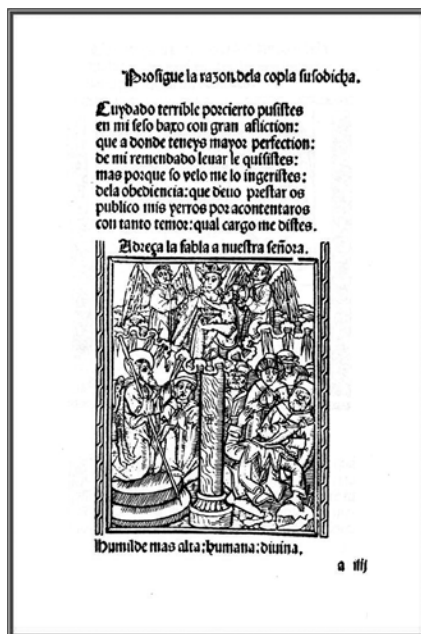 Prosigue la razon. dela copla susodicha.
Cuydado terrible porcierto pusistes
en mi seso baxo con gran afliction:
que a donde teneys mayor perfection:
de mi remendado leuar le quisistes:
mas porque so velo me lo ingeristes:
dela obediencia: que deuo prestar os
publico mis yerros por acontentaros
con tanto temor: qual cargo me distes.
Adreça la fabla a nuestra señora.
Humilde mas alta: humana: diuina.
a iiij